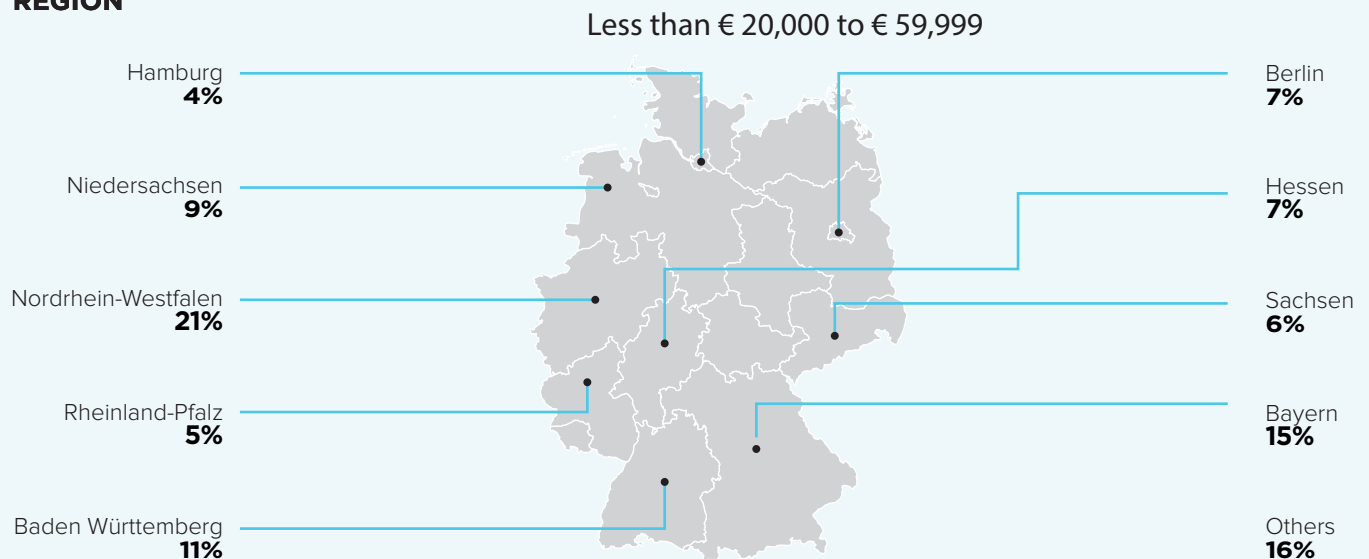 REGION
Less than € 20,000 to € 59,999
Hamburg
4%
Niedersachsen
9%
Nordrhein-Westfalen
21%
Rheinland-Pfalz
5%
Baden Württemberg
11%
Berlin
7%
Hessen
7%
Sachsen
6%
Bayern
15%
Others
16%